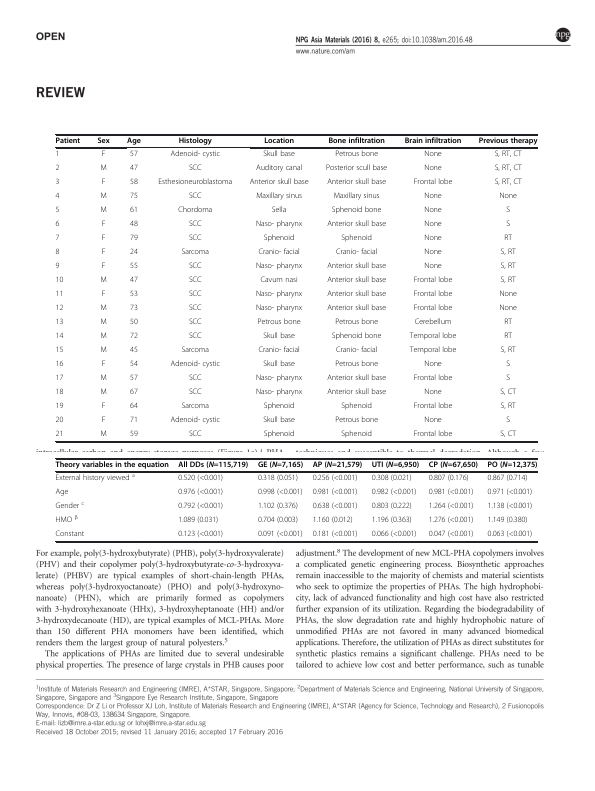 OPEN
NPG Asia Materials (2016) 8, e265; doi:10.1038/am.2016.48
npg
www.nature.com/am
REVIEW
Patient Sex Age Histology Location Bone infiltration Brain infiltration Previous therapy
1 F 57 Adenoid- cystic Skull base Petrous bone None S, RT, CT
2 M 47 SCC Auditory canal Posterior scull base None S, RT, CT
3 F 58 Esthesioneuroblastoma Anterior skull base Anterior skull base Frontal lobe S, RT, CT
4 M 75 SCC Maxillary sinus Maxillary sinus None None
5 M 61 Chordoma Sella Sphenoid bone None S
6 F 48 SCC Naso- pharynx Anterior skull base None S
7 F 79 SCC Sphenoid Sphenoid None RT
8 F 24 Sarcoma Cranio- facial Cranio- facial None S, RT
9 F 55 SCC Naso- pharynx Anterior skull base None S, RT
10 M 47 SCC Cavum nasi Anterior skull base Frontal lobe S, RT
11 F 53 SCC Naso- pharynx Anterior skull base Frontal lobe None
12 M 73 SCC Naso- pharynx Anterior skull base Frontal lobe None
13 M 50 SCC Petrous bone Petrous bone Cerebellum RT
14 M 72 SCC Skull base Sphenoid bone Temporal lobe RT
15 M 45 Sarcoma Cranio- facial Cranio- facial Temporal lobe S, RT
16 F 54 Adenoid- cystic Skull base Petrous bone None S
17 M 57 SCC Naso- pharynx Anterior skull base Frontal lobe S
18 M 67 SCC Naso- pharynx Anterior skull base None S, CT
19 F 64 Sarcoma Sphenoid Sphenoid Frontal lobe S, RT
20 F 71 Adenoid- cystic Skull base Petrous bone None S
21 M 59 SCC Sphenoid Sphenoid Frontal lobe S, CT
Theory variables in the equation All DDs (N=115,719) GE (N=7,165) AP (N=21,579) UTI (N=6,950) CP (N=67,650) PO (N=12,375)
External history viewed a 0.520 (<0.001) 0.318 (0.051) 0.256 (<0.001) 0.308 (0.021) 0.807 (0.176) 0.867 (0.714)
Age 0.976 (<0.001) 0.998 (<0.001) 0.981 (<0.001) 0.982 (<0.001) 0.981 (<0.001) 0.971 (<0.001)
Gender c 0.792 (<0.001) 1.102 (0.376) 0.638 (<0.001) 0.803 (0.222) 1.264 (<0.001) 1.138 (<0.001)
HMO β 1.089 (0.031) 0.704 (0.003) 1.160 (0.012) 1.196 (0.363) 1.276 (<0.001) 1.149 (0.380)
Constant 0.123 (<0.001) 0.091 (<0.001) 0.181 (<0.001) 0.066 (<0.001) 0.047 (<0.001) 0.063 (<0.001)
For example, poly(3-hydroxybutyrate) (PHB), poly(3-hydroxyvalerate)
(PHV) and their copolymer poly(3-hydroxybutyrate-co-3-hydroxyva-
lerate) (PHBV) are typical examples of short-chain-length PHAs,
whereas poly(3-hydroxyoctanoate) (PHO) and poly(3-hydroxyno-
nanoate) (PHN), which are primarily formed as copolymers
with 3-hydroxyhexanoate (HHx), 3-hydroxyheptanoate (HH) and/or
3-hydroxydecanoate (HD), are typical examples of MCL-PHAs. More
than 150 different PHA monomers have been identified, which
renders them the largest group of natural polyesters.5
The applications of PHAs are limited due to several undesirable
physical properties. The presence of large crystals in PHB causes poor
adjustment.8 The development of new MCL-PHA copolymers involves
a complicated genetic engineering process. Biosynthetic approaches
remain inaccessible to the majority of chemists and material scientists
who seek to optimize the properties of PHAs. The high hydrophobi-
city, lack of advanced functionality and high cost have also restricted
further expansion of its utilization. Regarding the biodegradability of
PHAs, the slow degradation rate and highly hydrophobic nature of
unmodified PHAs are not favored in many advanced biomedical
applications. Therefore, the utilization of PHAs as direct substitutes for
synthetic plastics remains a significant challenge. PHAs need to be
tailored to achieve low cost and better performance, such as tunable
1Institute of Materials Research and Engineering (IMRE), A*STAR, Singapore, Singapore; 2Department of Materials Science and Engineering, National University of Singapore,
Singapore, Singapore and 3Singapore Eye Research Institute, Singapore, Singapore
Correspondence: Dr Z Li or Professor XJ Loh, Institute of Materials Research and Engineering (IMRE), A*STAR (Agency for Science, Technology and Research), 2 Fusionopolis
Way, Innovis, #08-03, 138634 Singapore, Singapore.
E-mail: lizb@imre.a-star.edu.sg or lohxj@imre.a-star.edu.sg
Received 18 October 2015; revised 11 January 2016; accepted 17 February 2016